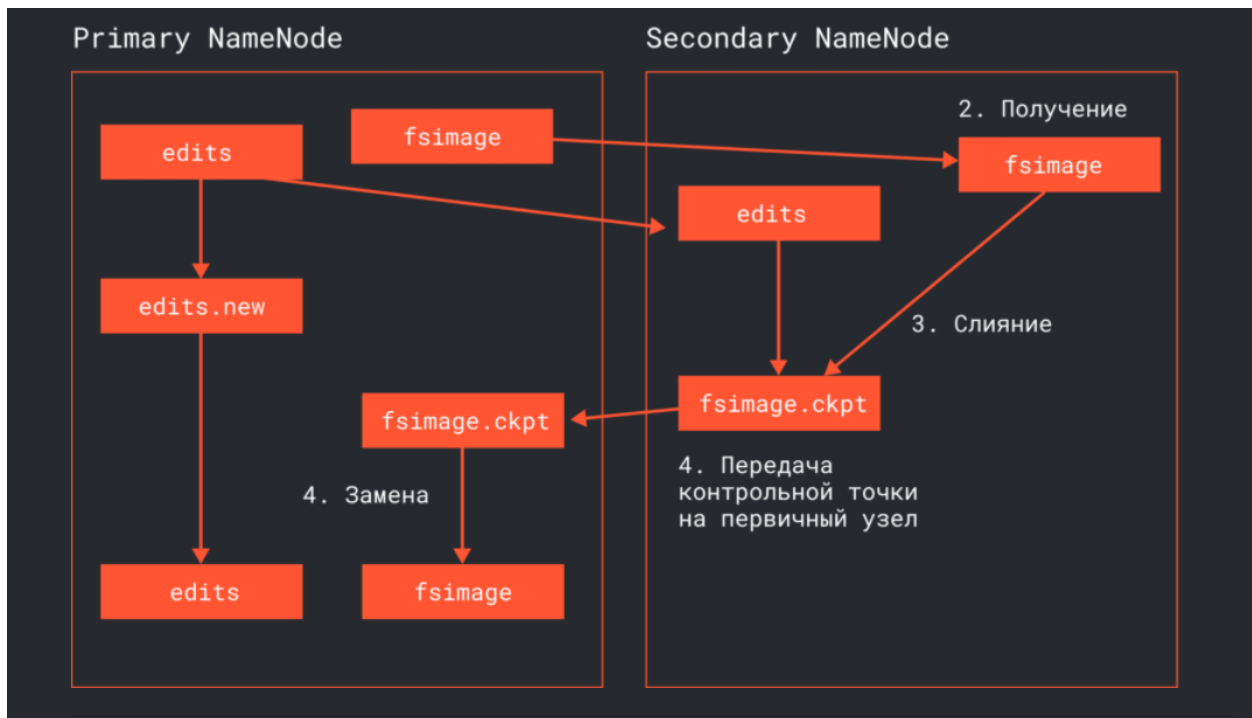 Primary NameNode
Secondary NameNode
edits
fsimage
2. Получение
fsimage
edits
edits.new
3. Слияние
fsimage.ckpt
fsimage.ckpt
4. Замена
4. Передача
контрольной точки
на первичный узел
edits
fsimage